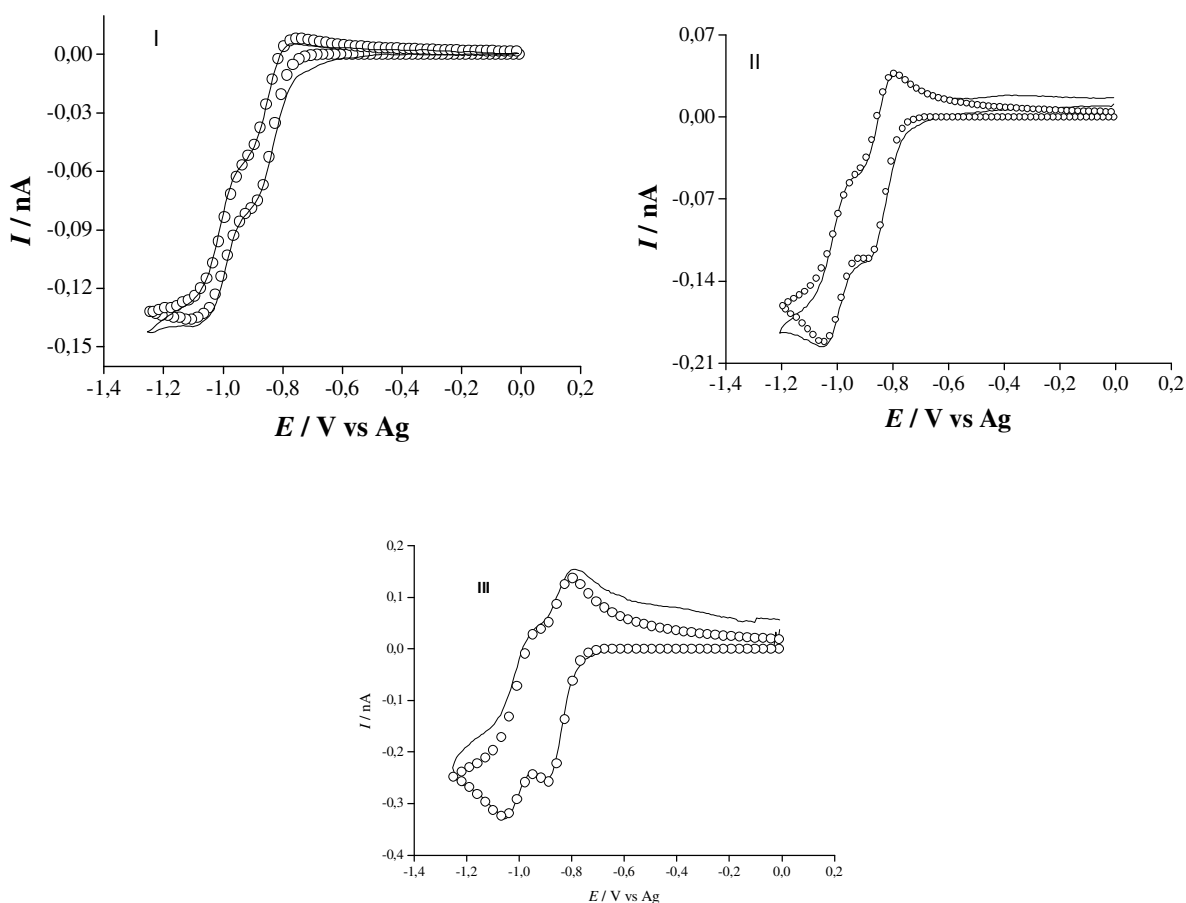 I
0,00
-0,03
-0,06
-0,09
-0,12
-0,15
I / nA
-1,4 -1,2 -1,0 -0,8 -0,6 -0,4 -0,2 0,0 0,2
E / V vs Ag
II
0,07
0,00
-0,07
-0,14
-0,21
I / nA
-1,4 -1,2 -1,0 -0,8 -0,6 -0,4 -0,2 0,0 0,2
E / V vs Ag
III
0,2
0,1
0,0
-0,1
-0,2
-0,3
-0,4
I / nA
-1,4 -1,2 -1,0 -0,8 -0,6 -0,4 -0,2 0,0 0,2
E / V vs Ag